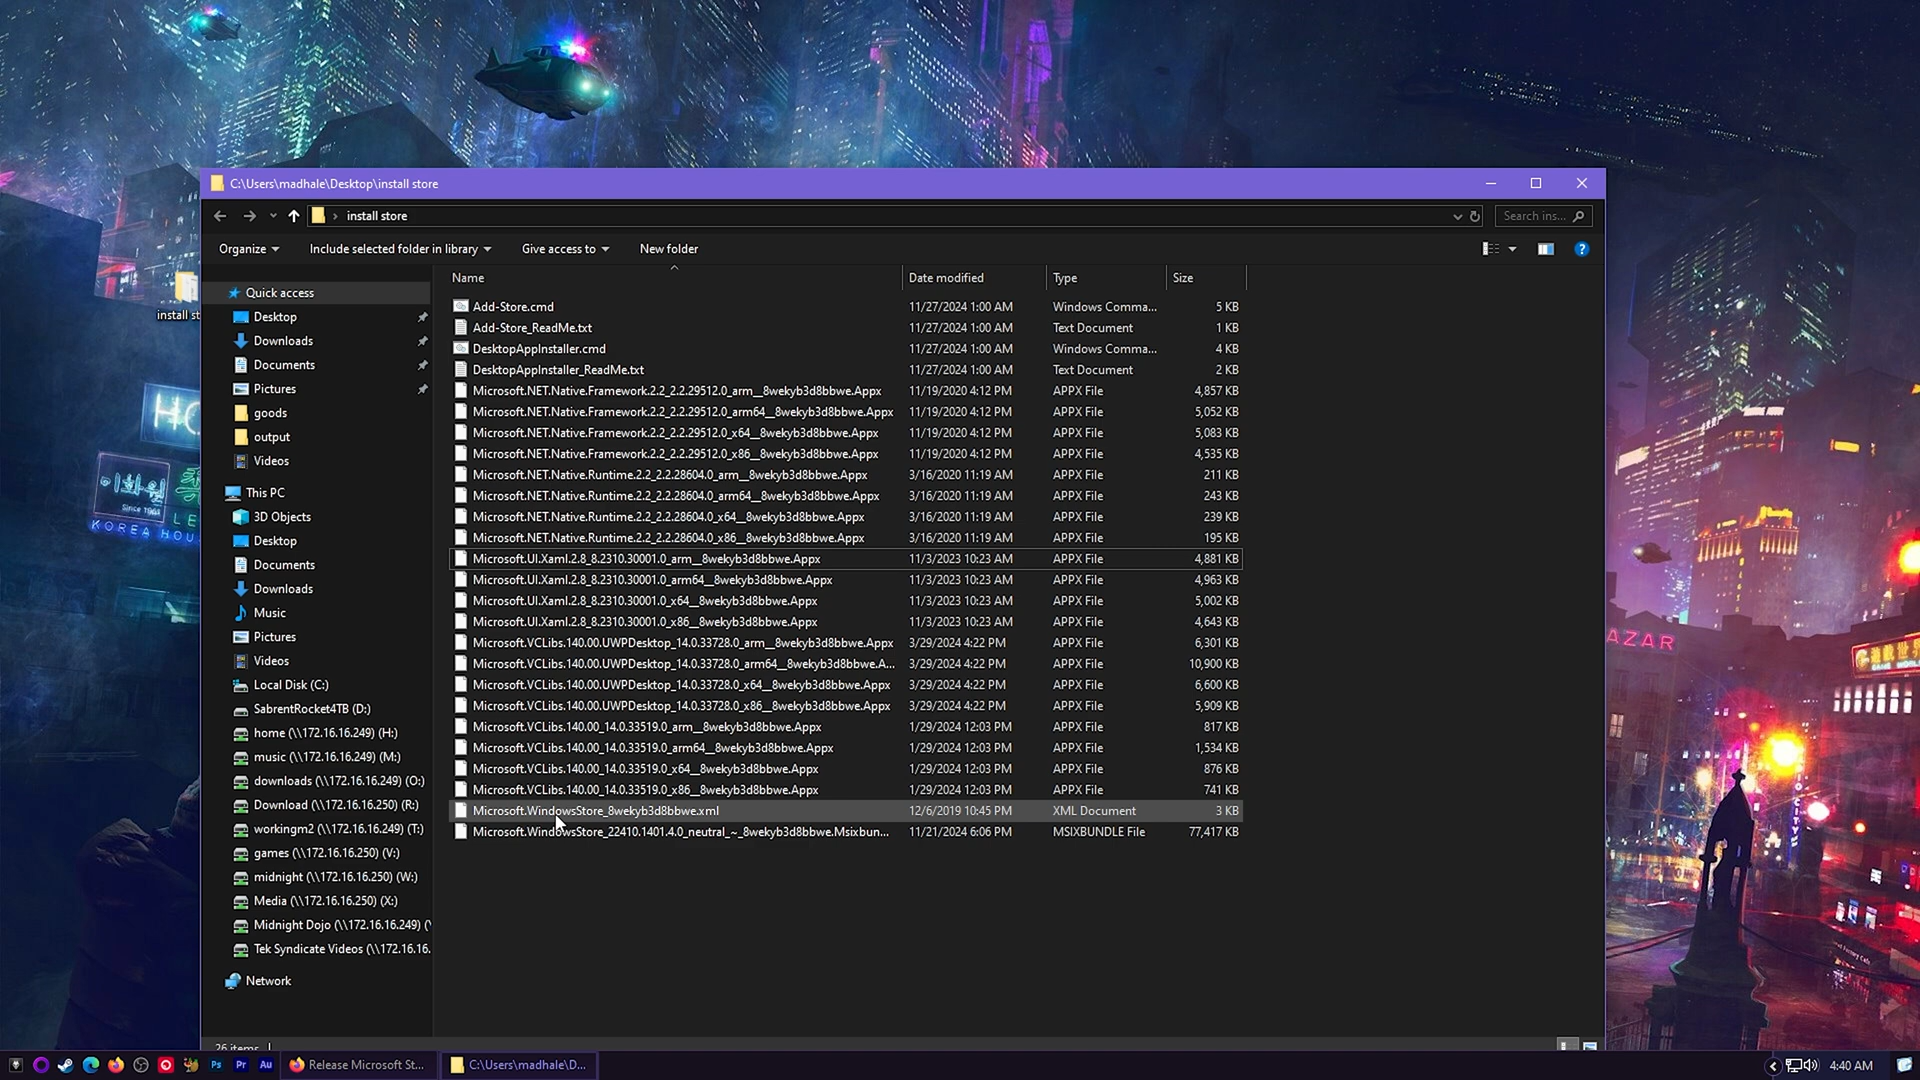 C:\Users\madhale\Desktop\install store
install store
Search ins...
Organize
Include selected folder in library
Give access to
New folder
Name
Date modified
Type
Size
Quick access
Desktop
Downloads
Documents
Pictures
goods
output
Videos
This PC
3D Objects
Desktop
Documents
Downloads
Music
Pictures
Videos
Local Disk (C:)
SabrentRocket4TB (D:)
home (\\172.16.16.249) (H:)
music (\\172.16.16.249) (M:)
downloads (\\172.16.16.249) (O:)
Download (\\172.16.16.250) (R:)
workingm2 (\\172.16.16.249) (T:)
games (\\172.16.16.250) (V:)
midnight (\\172.16.16.250) (W:)
Media (\\172.16.16.250) (X:)
Midnight Dojo (\\172.16.16.249) (
Tek Syndicate Videos (\\172.16.16.
Network
Add-Store.cmd 11/27/2024 1:00 AM Windows Comma... 5 KB
Add-Store_ReadMe.txt 11/27/2024 1:00 AM Text Document 1 KB
DesktopAppInstaller.cmd 11/27/2024 1:00 AM Windows Comma... 4 KB
DesktopAppInstaller_ReadMe.txt 11/27/2024 1:00 AM Text Document 2 KB
Microsoft.NET.Native.Framework.2.2_2.2.29512.0_arm__8wekyb3d8bbwe.Appx 11/19/2020 4:12 PM APPX File 4,857 KB
Microsoft.NET.Native.Framework.2.2_2.2.29512.0_arm64__8wekyb3d8bbwe.Appx 11/19/2020 4:12 PM APPX File 5,052 KB
Microsoft.NET.Native.Framework.2.2_2.2.29512.0_x64__8wekyb3d8bbwe.Appx 11/19/2020 4:12 PM APPX File 5,083 KB
Microsoft.NET.Native.Framework.2.2_2.2.29512.0_x86__8wekyb3d8bbwe.Appx 11/19/2020 4:12 PM APPX File 4,535 KB
Microsoft.NET.Native.Runtime.2.2_2.2.28604.0_arm__8wekyb3d8bbwe.Appx 3/16/2020 11:19 AM APPX File 211 KB
Microsoft.NET.Native.Runtime.2.2_2.2.28604.0_arm64__8wekyb3d8bbwe.Appx 3/16/2020 11:19 AM APPX File 243 KB
Microsoft.NET.Native.Runtime.2.2_2.2.28604.0_x64__8wekyb3d8bbwe.Appx 3/16/2020 11:19 AM APPX File 239 KB
Microsoft.NET.Native.Runtime.2.2_2.2.28604.0_x86__8wekyb3d8bbwe.Appx 3/16/2020 11:19 AM APPX File 195 KB
Microsoft.UI.Xaml.2.8_8.2310.30001.0_arm__8wekyb3d8bbwe.Appx 11/3/2023 10:23 AM APPX File 4,881 KB
Microsoft.UI.Xaml.2.8_8.2310.30001.0_arm64__8wekyb3d8bbwe.Appx 11/3/2023 10:23 AM APPX File 4,963 KB
Microsoft.UI.Xaml.2.8_8.2310.30001.0_x64__8wekyb3d8bbwe.Appx 11/3/2023 10:23 AM APPX File 5,002 KB
Microsoft.UI.Xaml.2.8_8.2310.30001.0_x86__8wekyb3d8bbwe.Appx 11/3/2023 10:23 AM APPX File 4,643 KB
Microsoft.VCLibs.140.00.UWPDesktop_14.0.33728.0_arm__8wekyb3d8bbwe.Appx 3/29/2024 4:22 PM APPX File 6,301 KB
Microsoft.VCLibs.140.00.UWPDesktop_14.0.33728.0_arm64__8wekyb3d8bbwe.A... 3/29/2024 4:22 PM APPX File 10,900 KB
Microsoft.VCLibs.140.00.UWPDesktop_14.0.33728.0_x64__8wekyb3d8bbwe.Appx 3/29/2024 4:22 PM APPX File 6,600 KB
Microsoft.VCLibs.140.00.UWPDesktop_14.0.33728.0_x86__8wekyb3d8bbwe.Appx 3/29/2024 4:22 PM APPX File 5,909 KB
Microsoft.VCLibs.140.00_14.0.33519.0_arm__8wekyb3d8bbwe.Appx 1/29/2024 12:03 PM APPX File 817 KB
Microsoft.VCLibs.140.00_14.0.33519.0_arm64__8wekyb3d8bbwe.Appx 1/29/2024 12:03 PM APPX File 1,534 KB
Microsoft.VCLibs.140.00_14.0.33519.0_x64__8wekyb3d8bbwe.Appx 1/29/2024 12:03 PM APPX File 876 KB
Microsoft.VCLibs.140.00_14.0.33519.0_x86__8wekyb3d8bbwe.Appx 1/29/2024 12:03 PM APPX File 741 KB
Microsoft.WindowsStore_8wekyb3d8bbwe.xml 12/6/2019 10:45 PM XML Document 3 KB
Microsoft.WindowsStore_22410.1401.4.0_neutral_~_8wekyb3d8bbwe.Msixbun... 11/21/2024 6:06 PM MSIXBUNDLE File 77,417 KB
26 items
install st
이화원
Since 1981
KOREA HOU
AZAR
Ps
Pr
Au
Release Microsoft St...
C:\Users\madhale\D...
4:40 AM